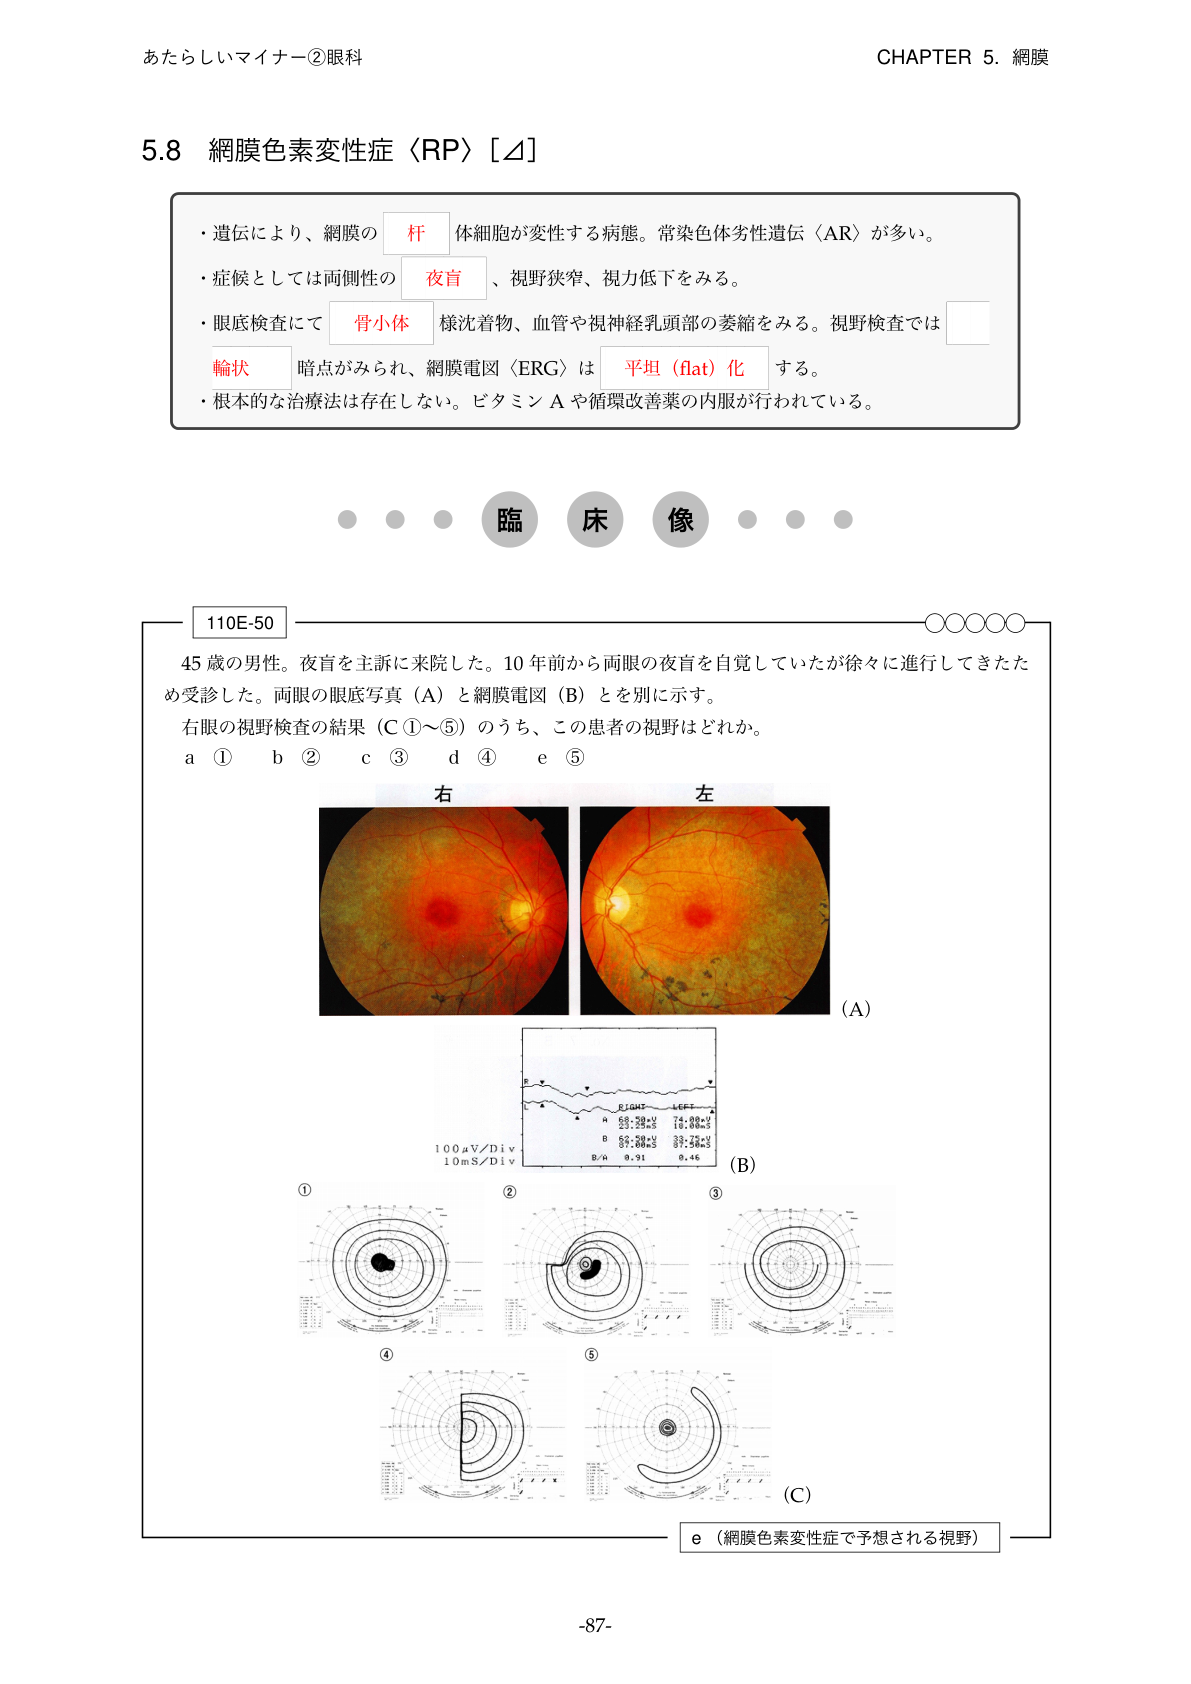 あたらしいマイナー②眼科
CHAPTER 5. 網膜
5.8 網膜色素変性症〈RP〉[⊿]
・遺伝により、網膜の 杆 体細胞が変性する病態。常染色体劣性遺伝〈AR〉が多い。
・症候としては両側性の 夜盲 、視野狭窄、視力低下をみる。
・眼底検査にて 骨小体 様沈着物、血管や視神経乳頭部の萎縮をみる。視野検査では
輪状 暗点がみられ、網膜電図〈ERG〉は 平坦（flat）化 する。
・根本的な治療法は存在しない。ビタミン A や循環改善薬の内服が行われている。
臨床像
110E-50
45 歳の男性。夜盲を主訴に来院した。10 年前から両眼の夜盲を自覚していたが徐々に進行してきたた
め受診した。両眼の眼底写真（A）と網膜電図（B）とを別に示す。
右眼の視野検査の結果（C ①〜⑤）のうち、この患者の視野はどれか。
a ① b ② c ③ d ④ e ⑤
右 左
（A）
R
L
RIGHT LEFT
A 68.50uV 74.00uV
23.25mS 18.00mS
B 62.50uV 33.75uV
87.00mS 87.50mS
B/A 0.91 0.46
100μV/Div
10mS/Div
（B）
① ② ③
④ ⑤
（C）
e （網膜色素変性症で予想される視野）
-87-